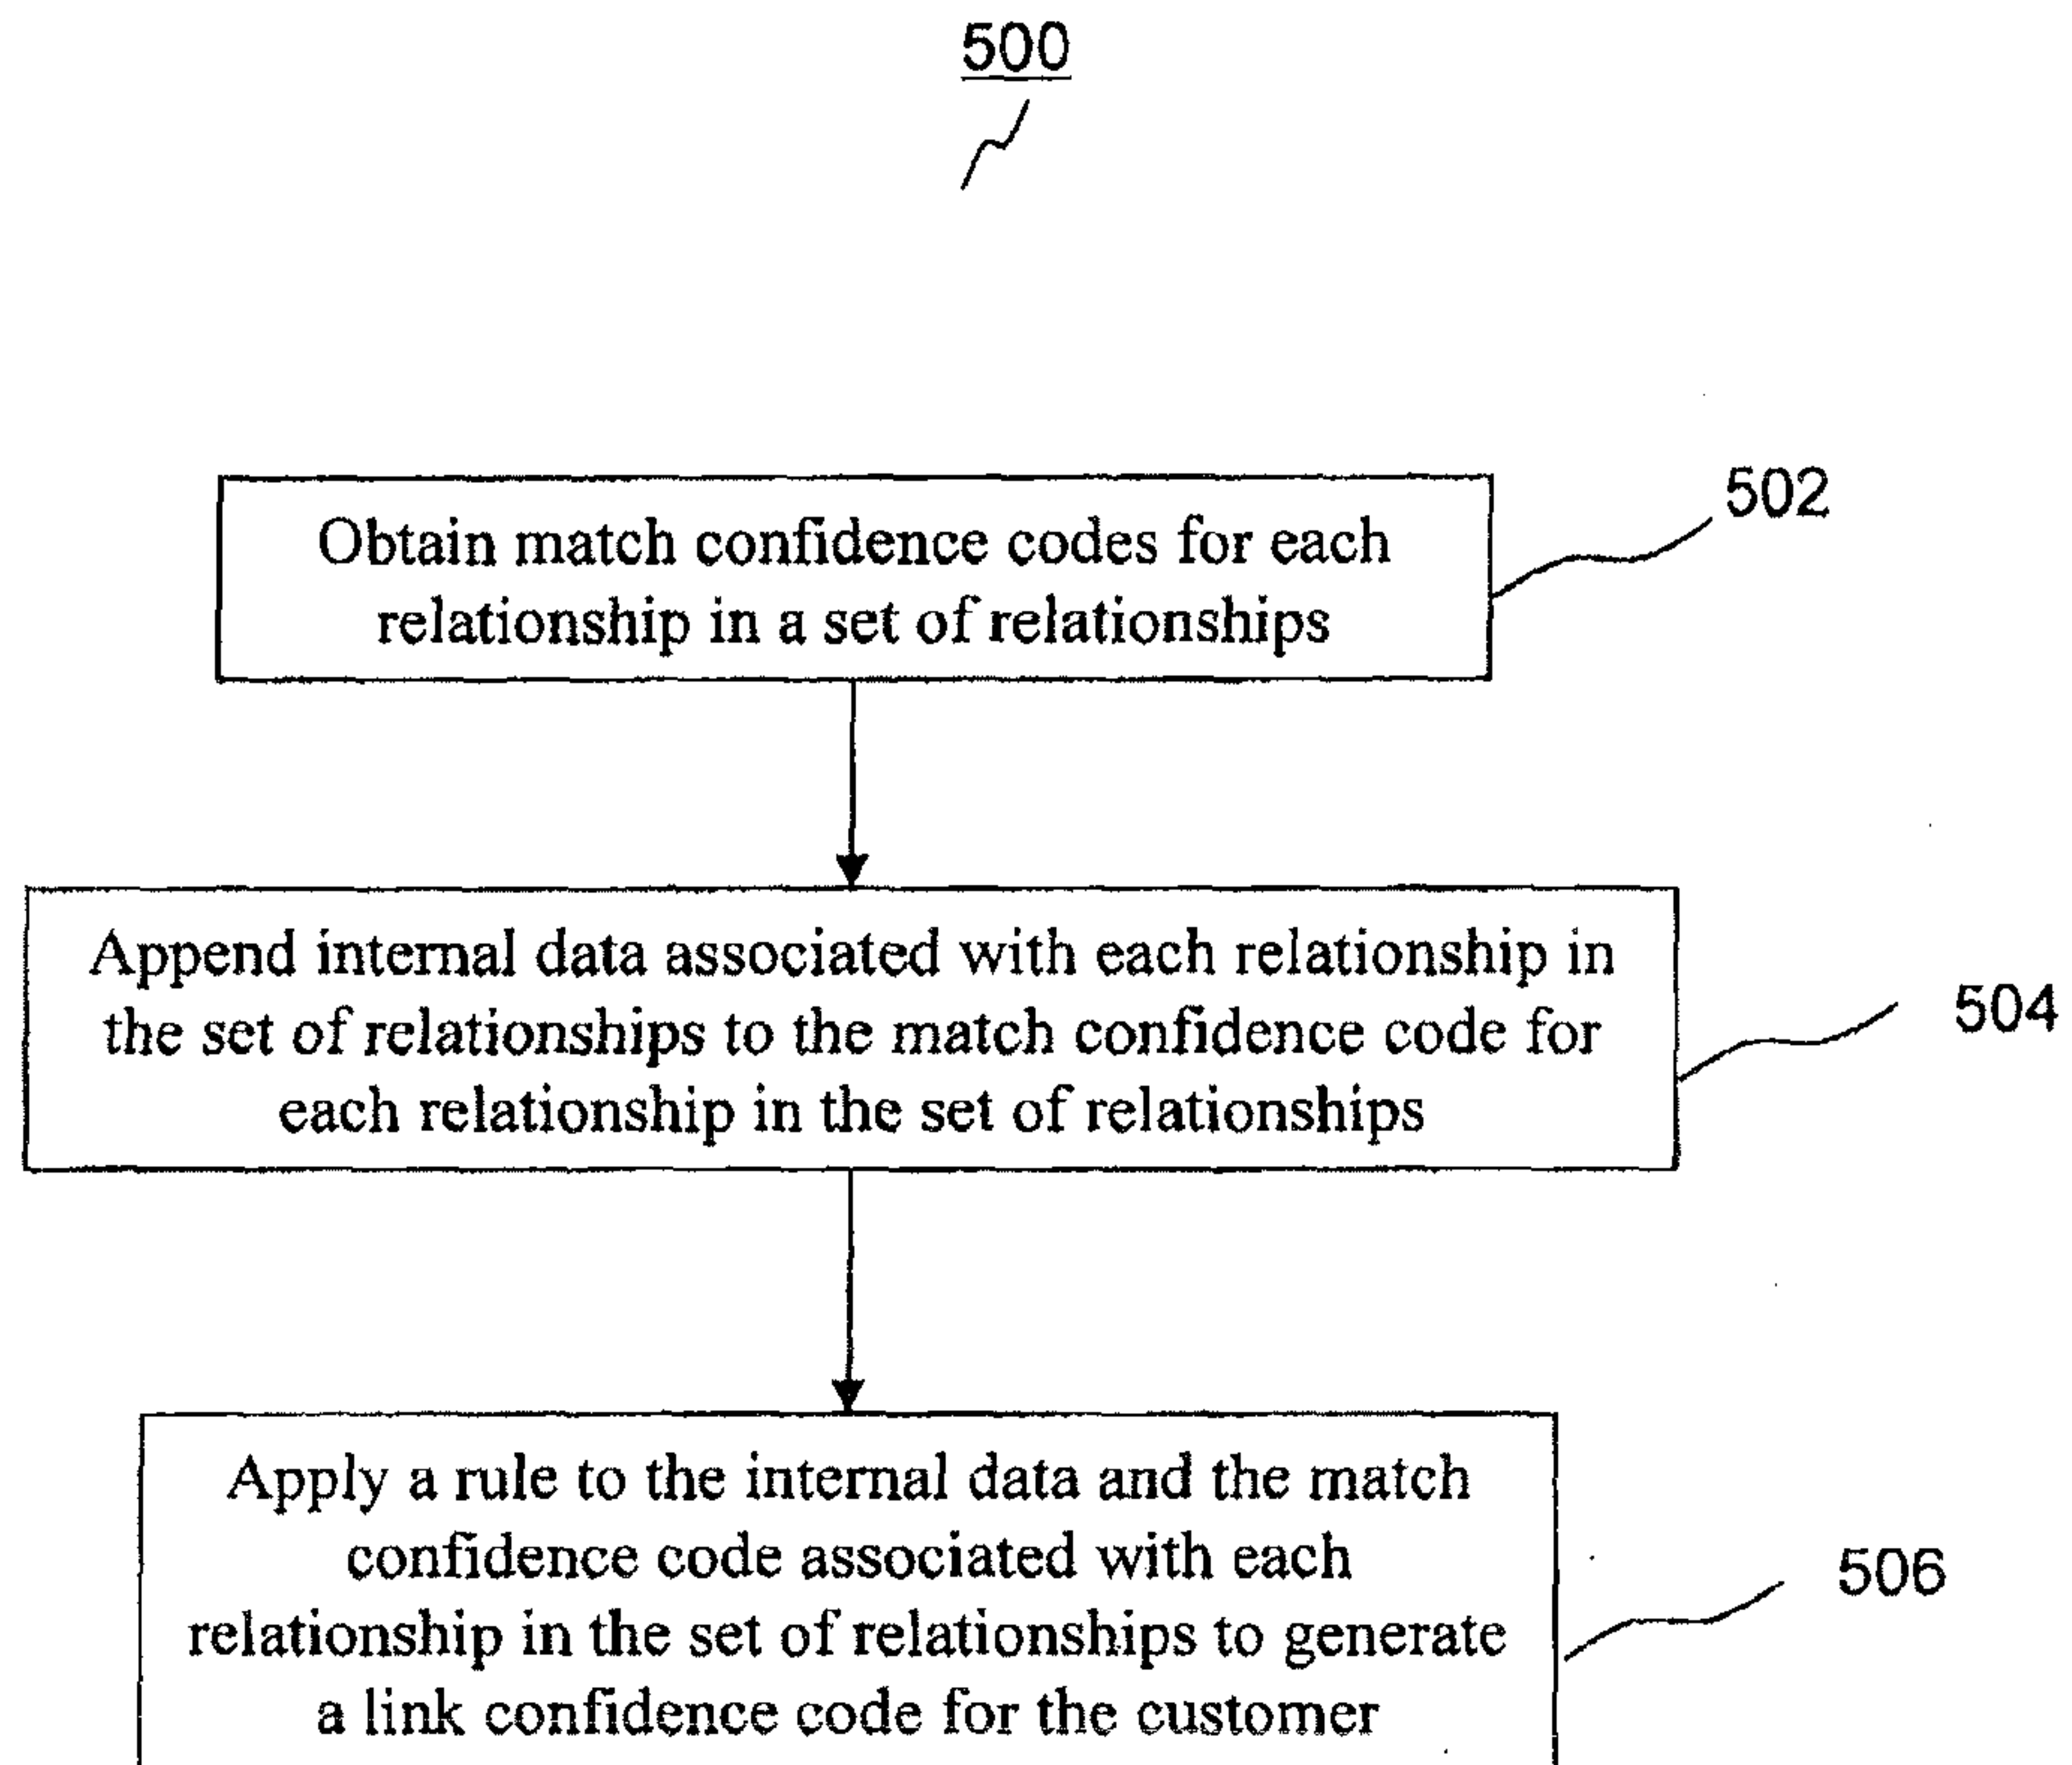 500
Obtain match confidence codes for each
relationship in a set of relationships
502
Append internal data associated with each relationship in
the set of relationships to the match confidence code for
each relationship in the set of relationships
504
Apply a rule to the internal data and the match
confidence code associated with each
relationship in the set of relationships to generate
a link confidence code for the customer
506